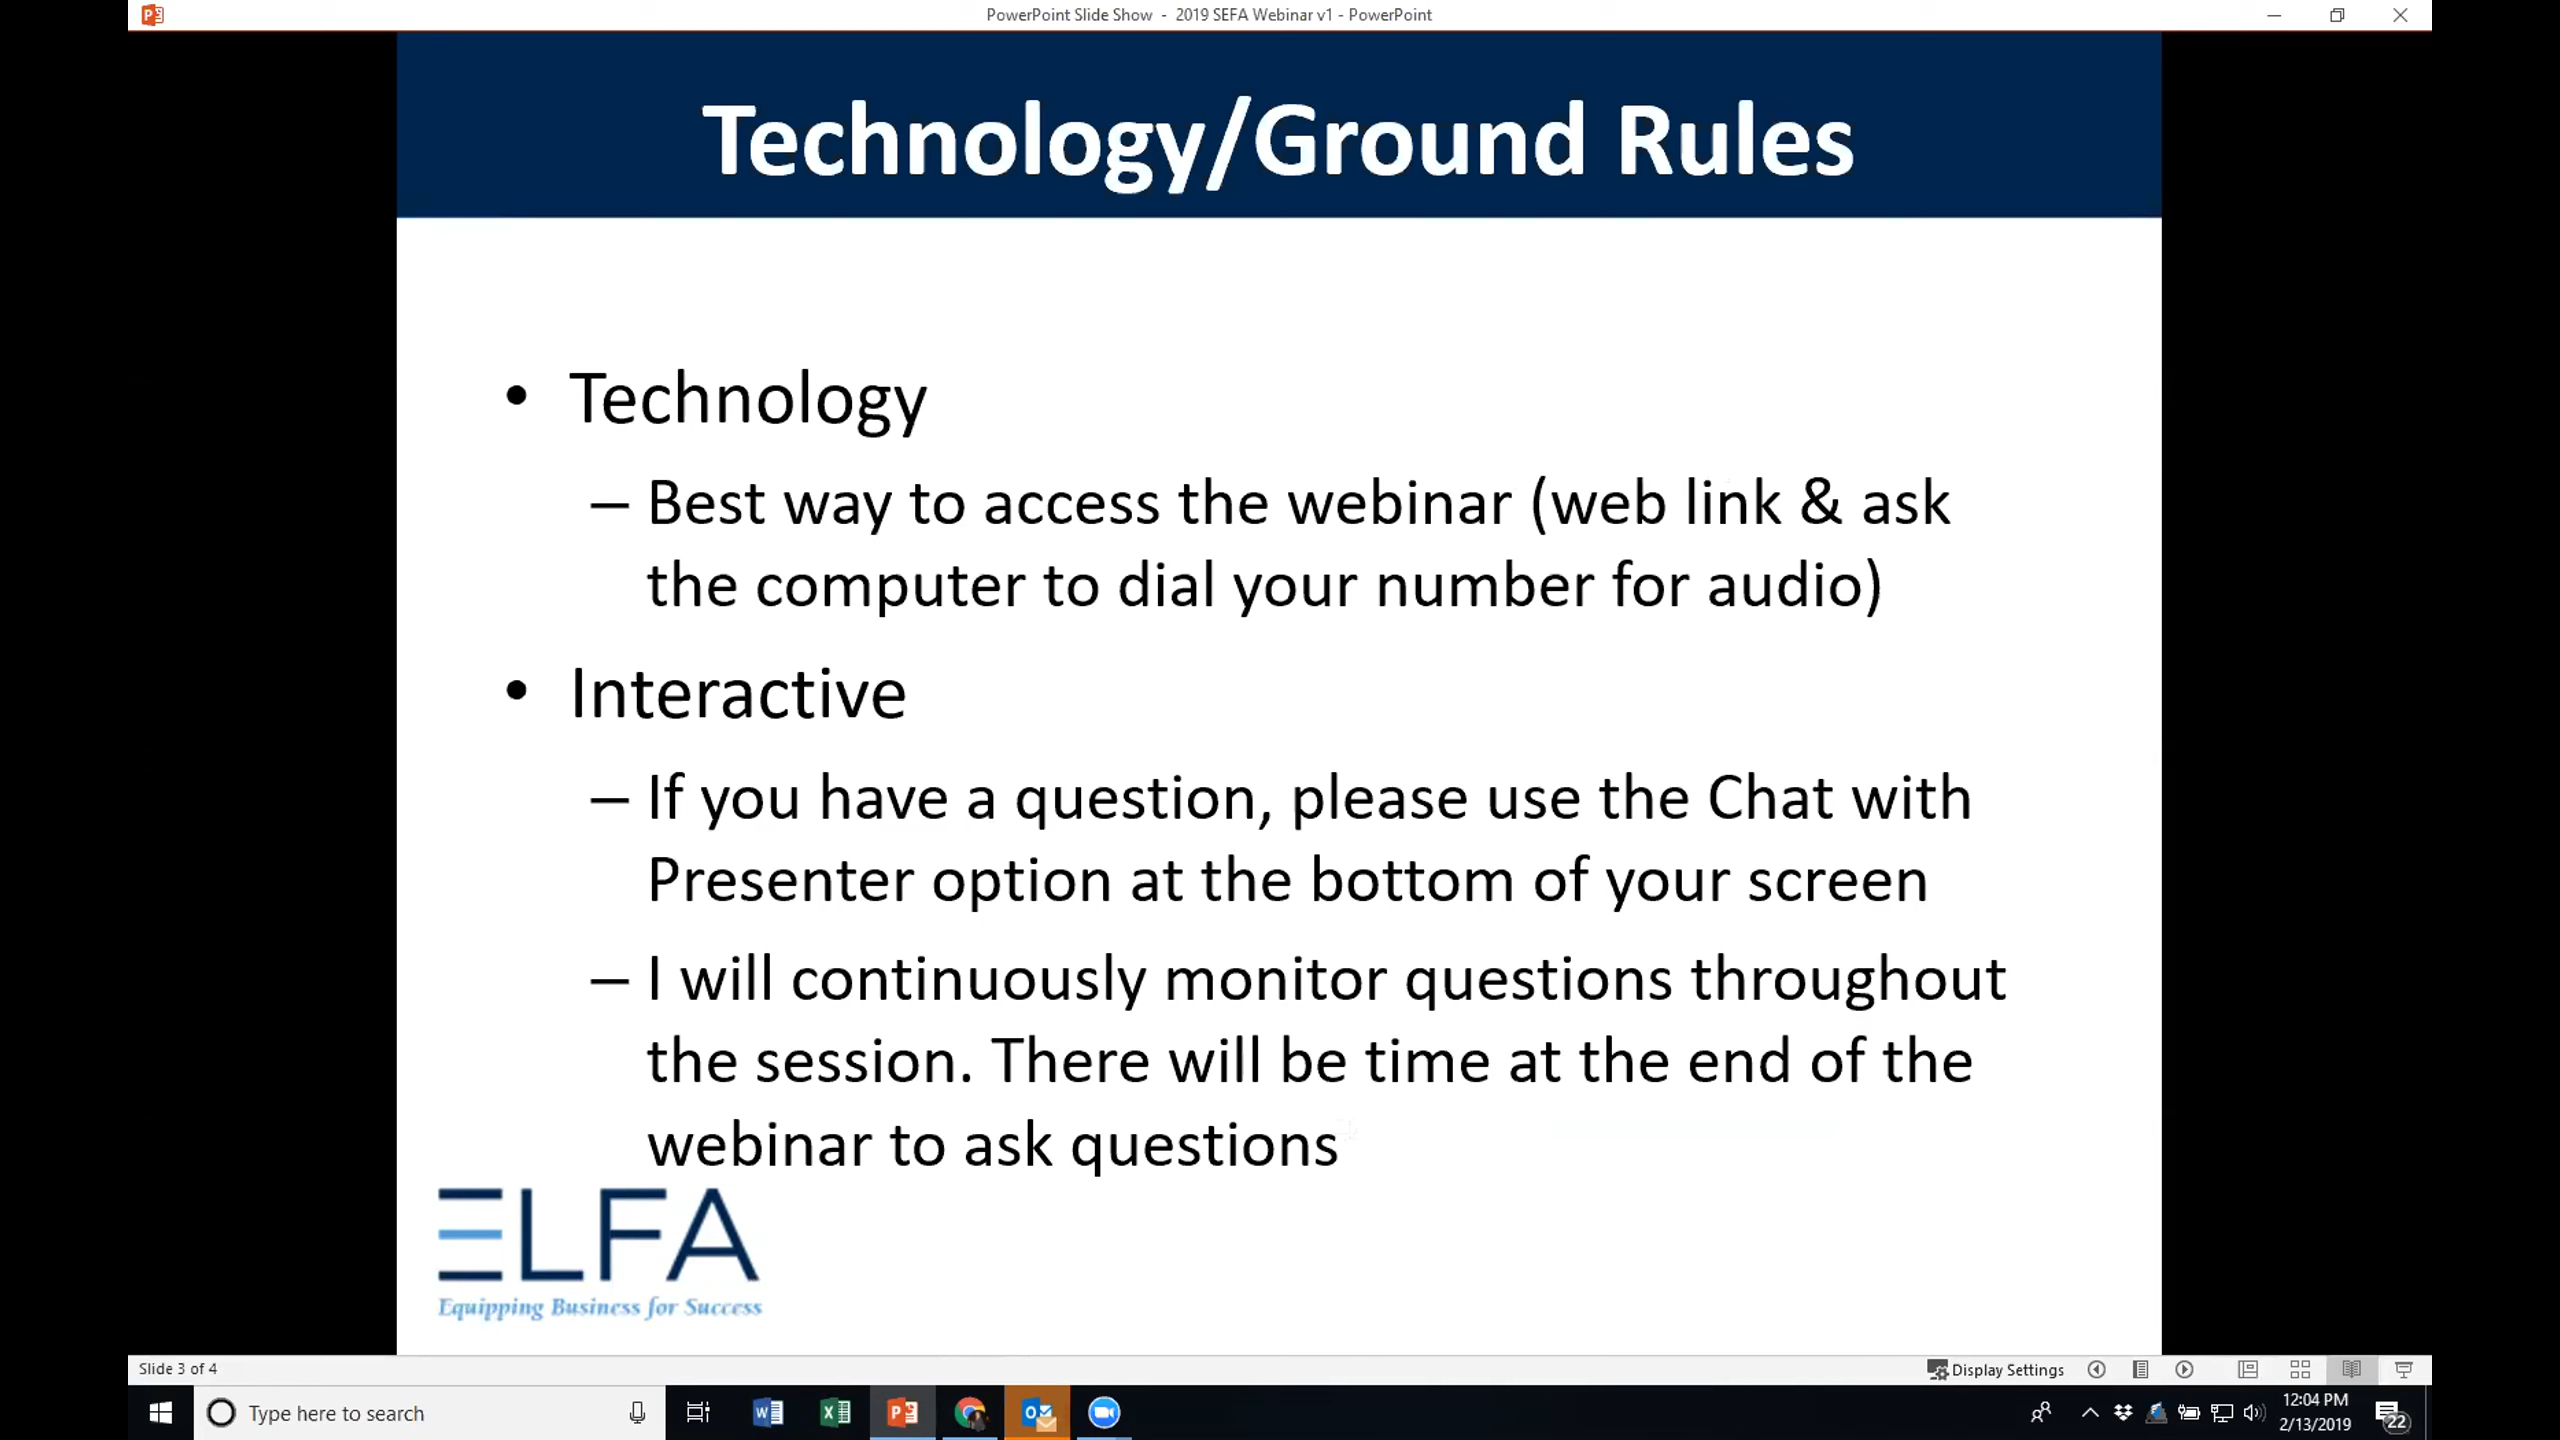 PowerPoint Slide Show - 2019 SEFA Webinar v1 - PowerPoint
Technology/Ground Rules
• Technology
– Best way to access the webinar (web link & ask
the computer to dial your number for audio)
• Interactive
– If you have a question, please use the Chat with
Presenter option at the bottom of your screen
– I will continuously monitor questions throughout
the session. There will be time at the end of the
webinar to ask questions
ELFA
Equipping Business for Success
Slide 3 of 4
Display Settings
Type here to search
12:04 PM
2/13/2019
22